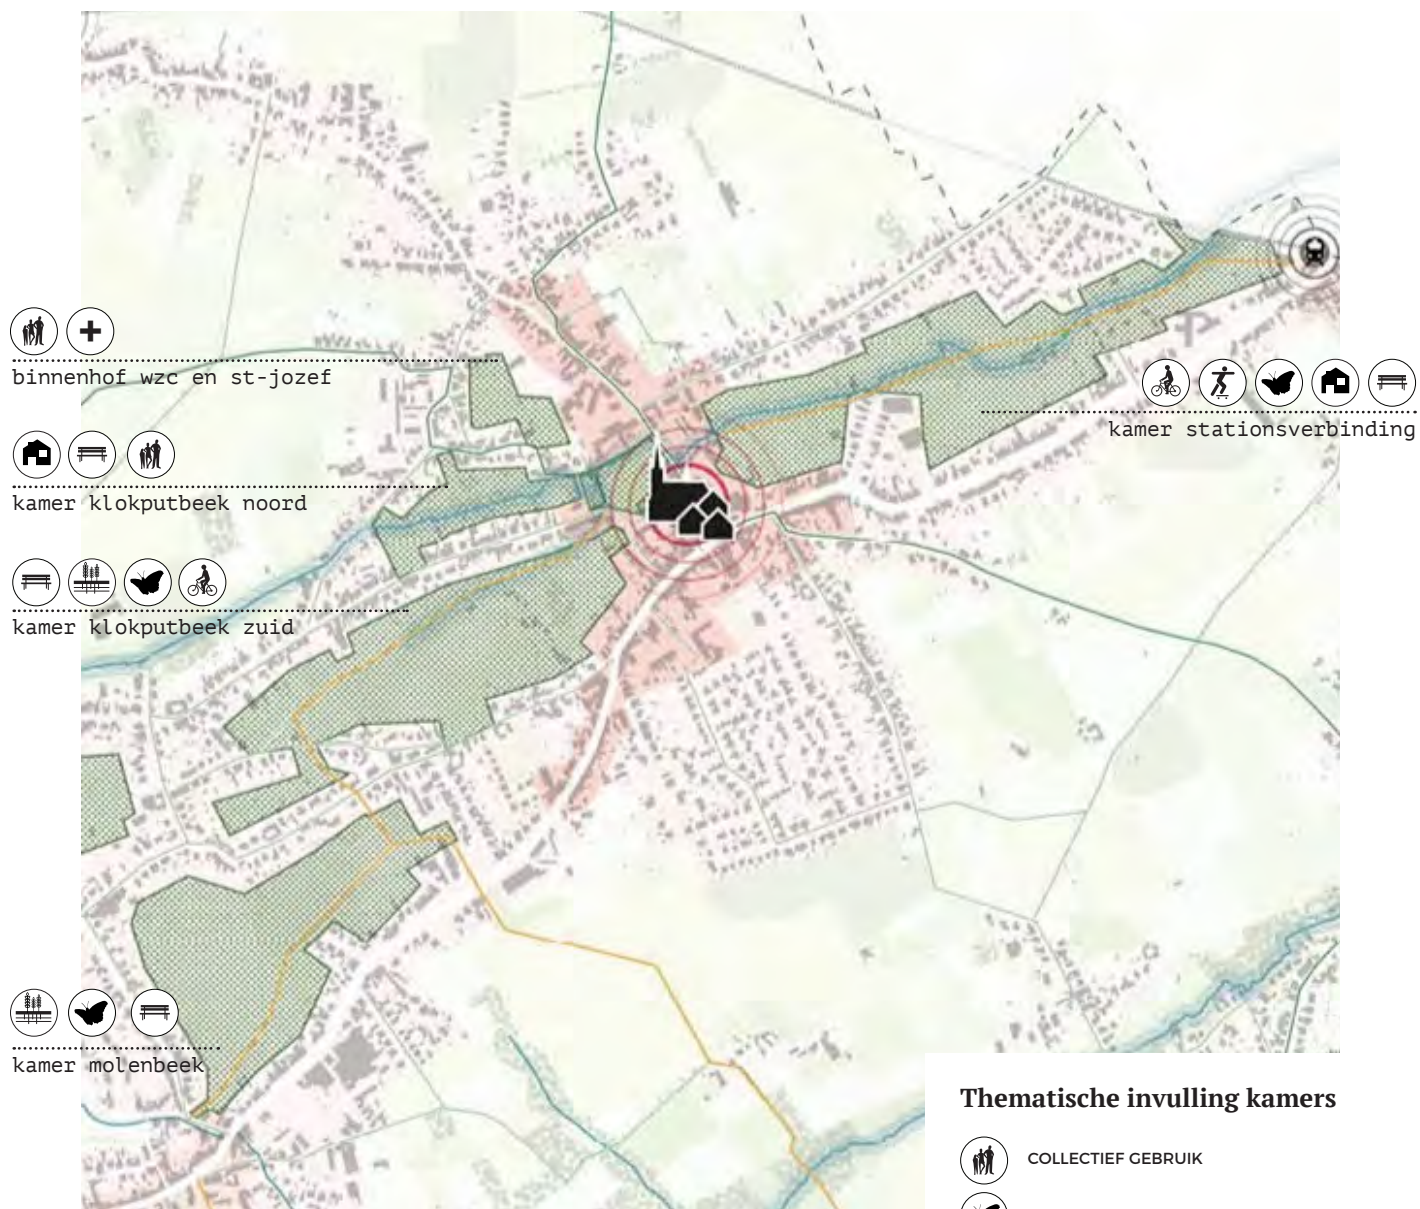 binnenhof wzc en st-jozef
kamer klokputbeek noord
kamer klokputbeek zuid
kamer molenbeek
kamer stationsverbinding
Thematische invulling kamers
COLLECTIEF GEBRUIK